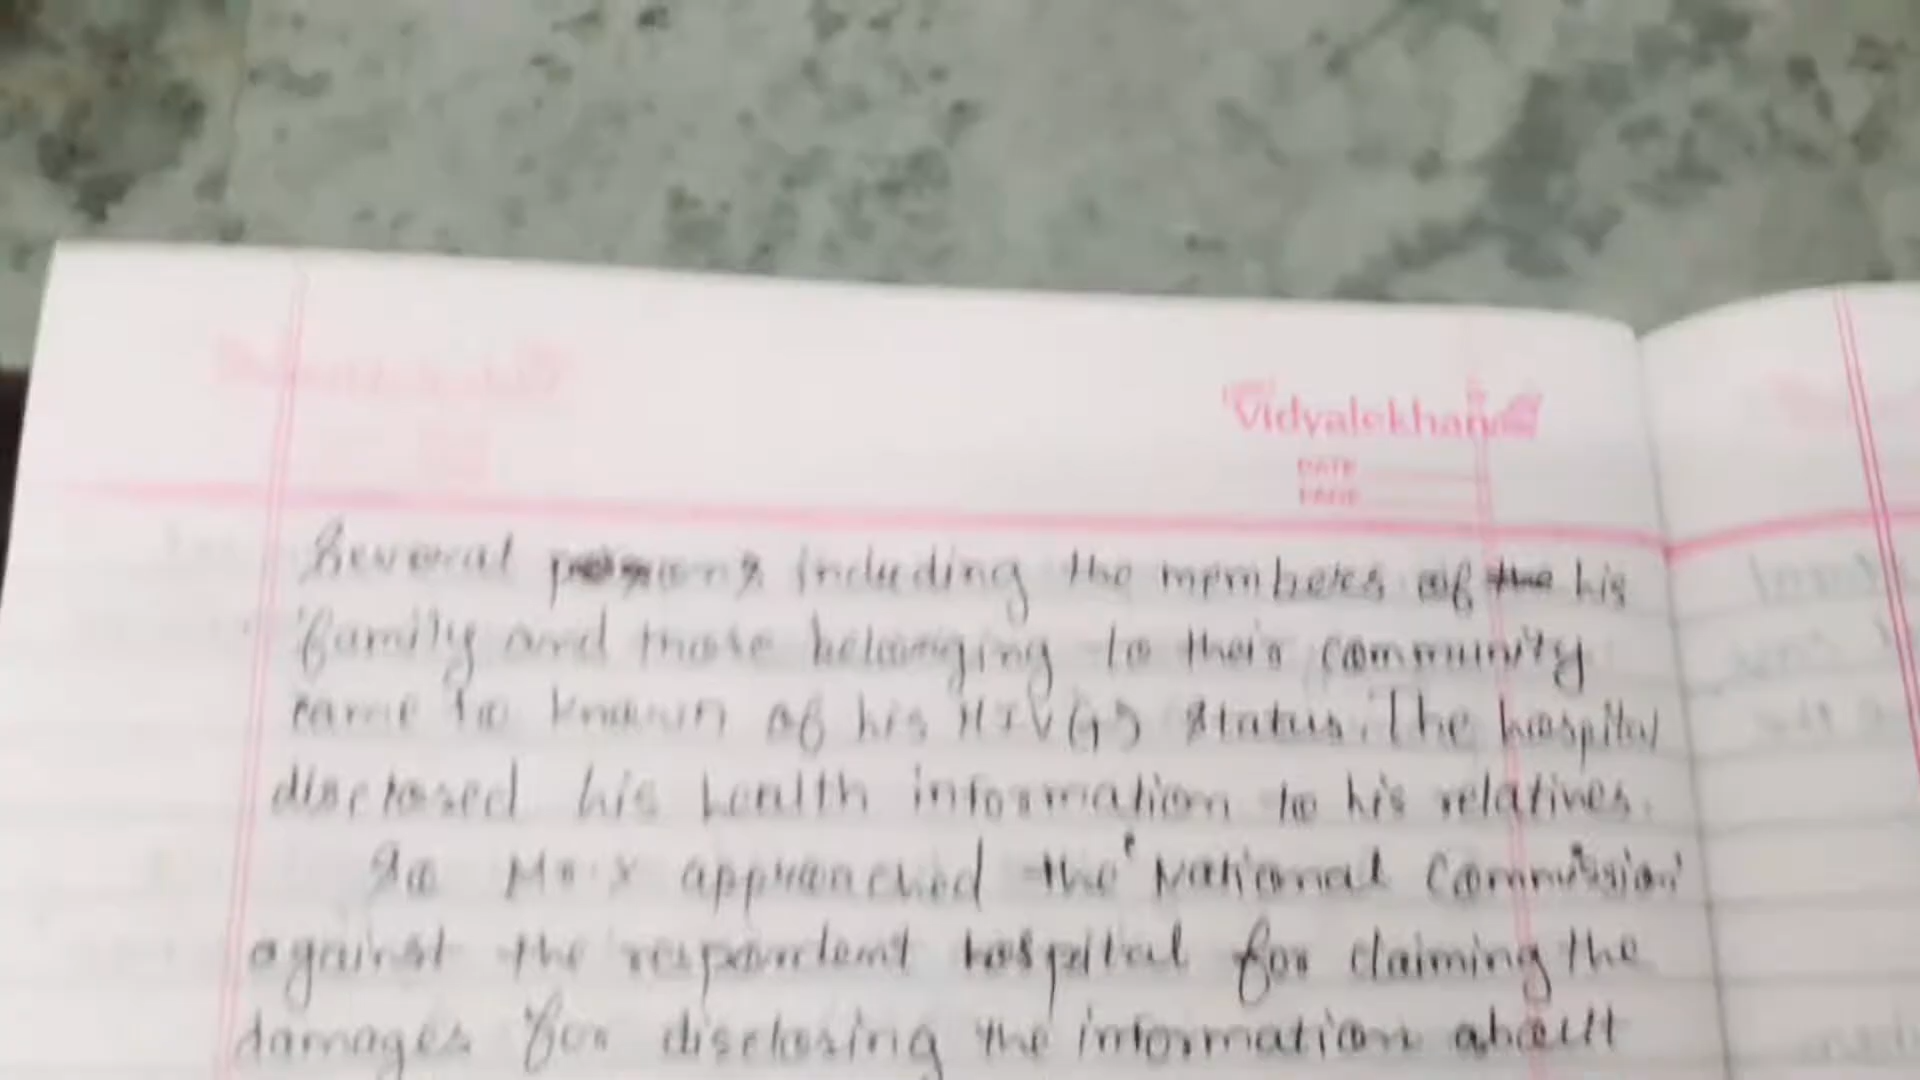 Vidyalekhan
DATE
PAGE
Several persons including the members of the his
family and those belonging to their community
came to known of his HIV(+) status. The hospital
disclosed his health information to his relatives.
So Mr. X approached the National Commission
against the respondent hospital for claiming the
damages for disclosing the information about